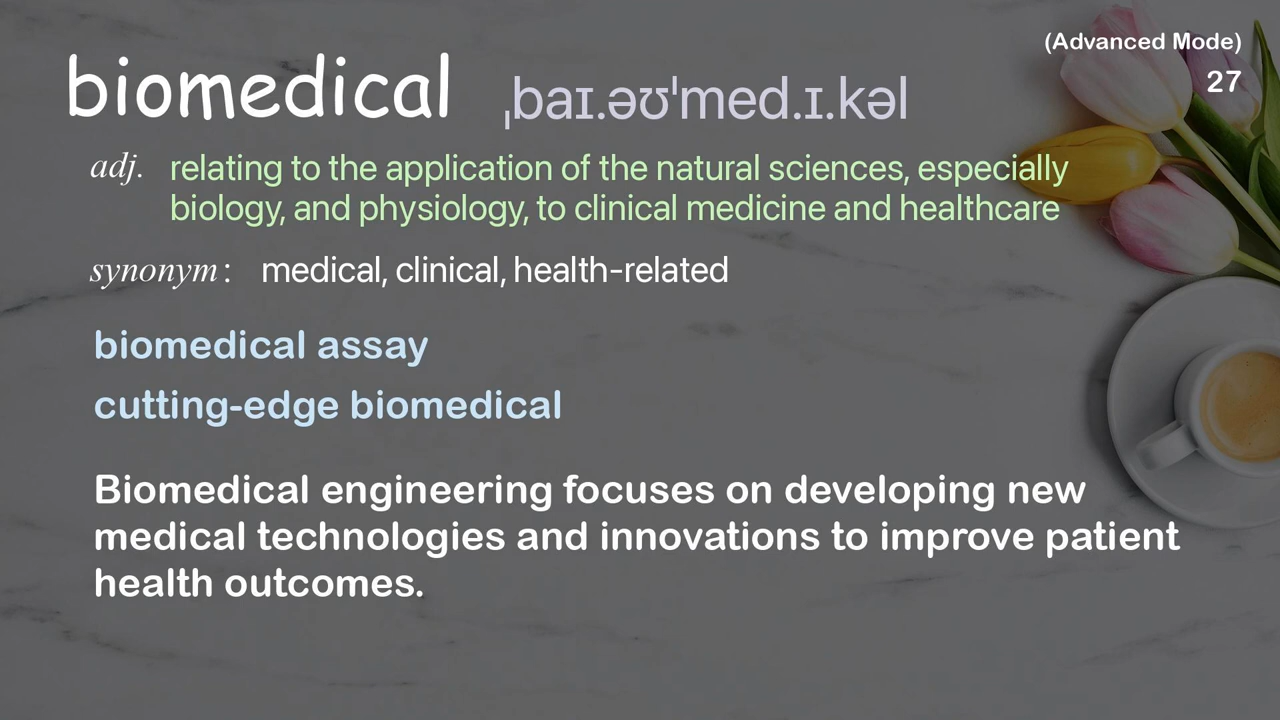 (Advanced Mode)
27
biomedical ˌbaɪ.əʊˈmed.ɪ.kəl
adj. relating to the application of the natural sciences, especially
biology, and physiology, to clinical medicine and healthcare
synonym: medical, clinical, health-related
biomedical assay
cutting-edge biomedical
Biomedical engineering focuses on developing new
medical technologies and innovations to improve patient
health outcomes.